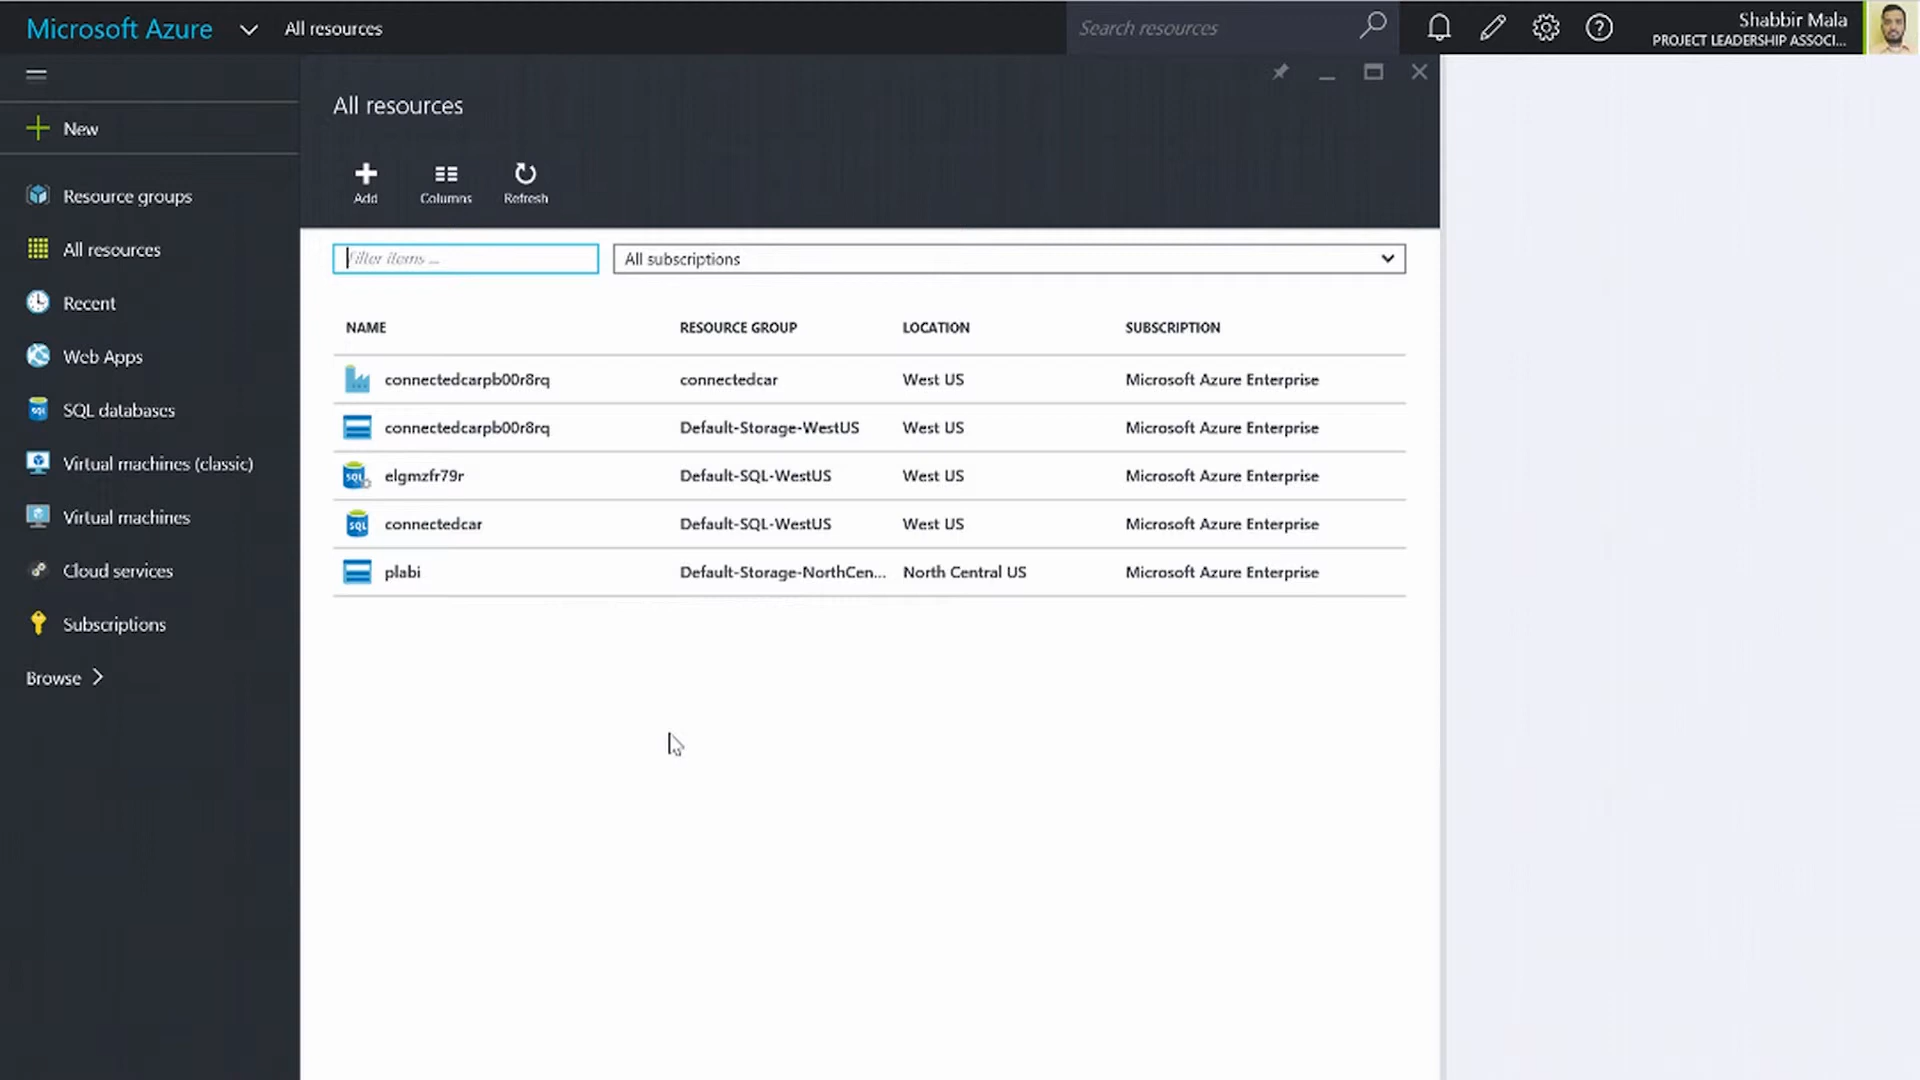 Microsoft Azure
All resources
Search resources
Shabbir Mala
PROJECT LEADERSHIP ASSOCI...
New
Resource groups
All resources
Recent
Web Apps
SQL databases
Virtual machines (classic)
Virtual machines
Cloud services
Subscriptions
Browse
All resources
Add Columns Refresh
Filter items ...
All subscriptions
NAME RESOURCE GROUP LOCATION SUBSCRIPTION
connectedcarpb00r8rq connectedcar West US Microsoft Azure Enterprise
connectedcarpb00r8rq Default-Storage-WestUS West US Microsoft Azure Enterprise
SQL elgmzfr79r Default-SQL-WestUS West US Microsoft Azure Enterprise
SQL connectedcar Default-SQL-WestUS West US Microsoft Azure Enterprise
plabi Default-Storage-NorthCen... North Central US Microsoft Azure Enterprise